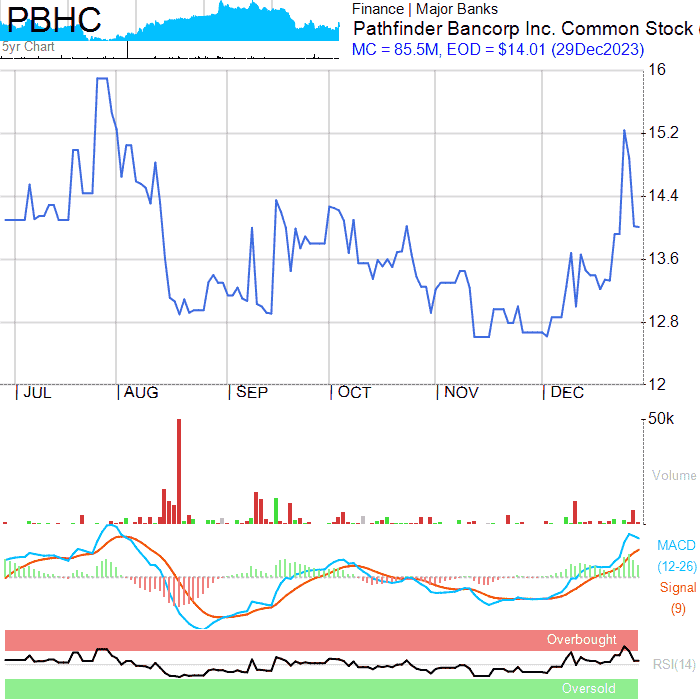 PBHC
5yr Chart
Finance | Major Banks
Pathfinder Bancorp Inc. Common Stock (
MC = 85.5M, EOD = $14.01 (29Dec2023)
16
15.2
14.4
13.6
12.8
12
JUL AUG SEP OCT NOV DEC
50k
Volume
MACD
(12-26)
Signal
(9)
Overbought
RSI(14)
Oversold